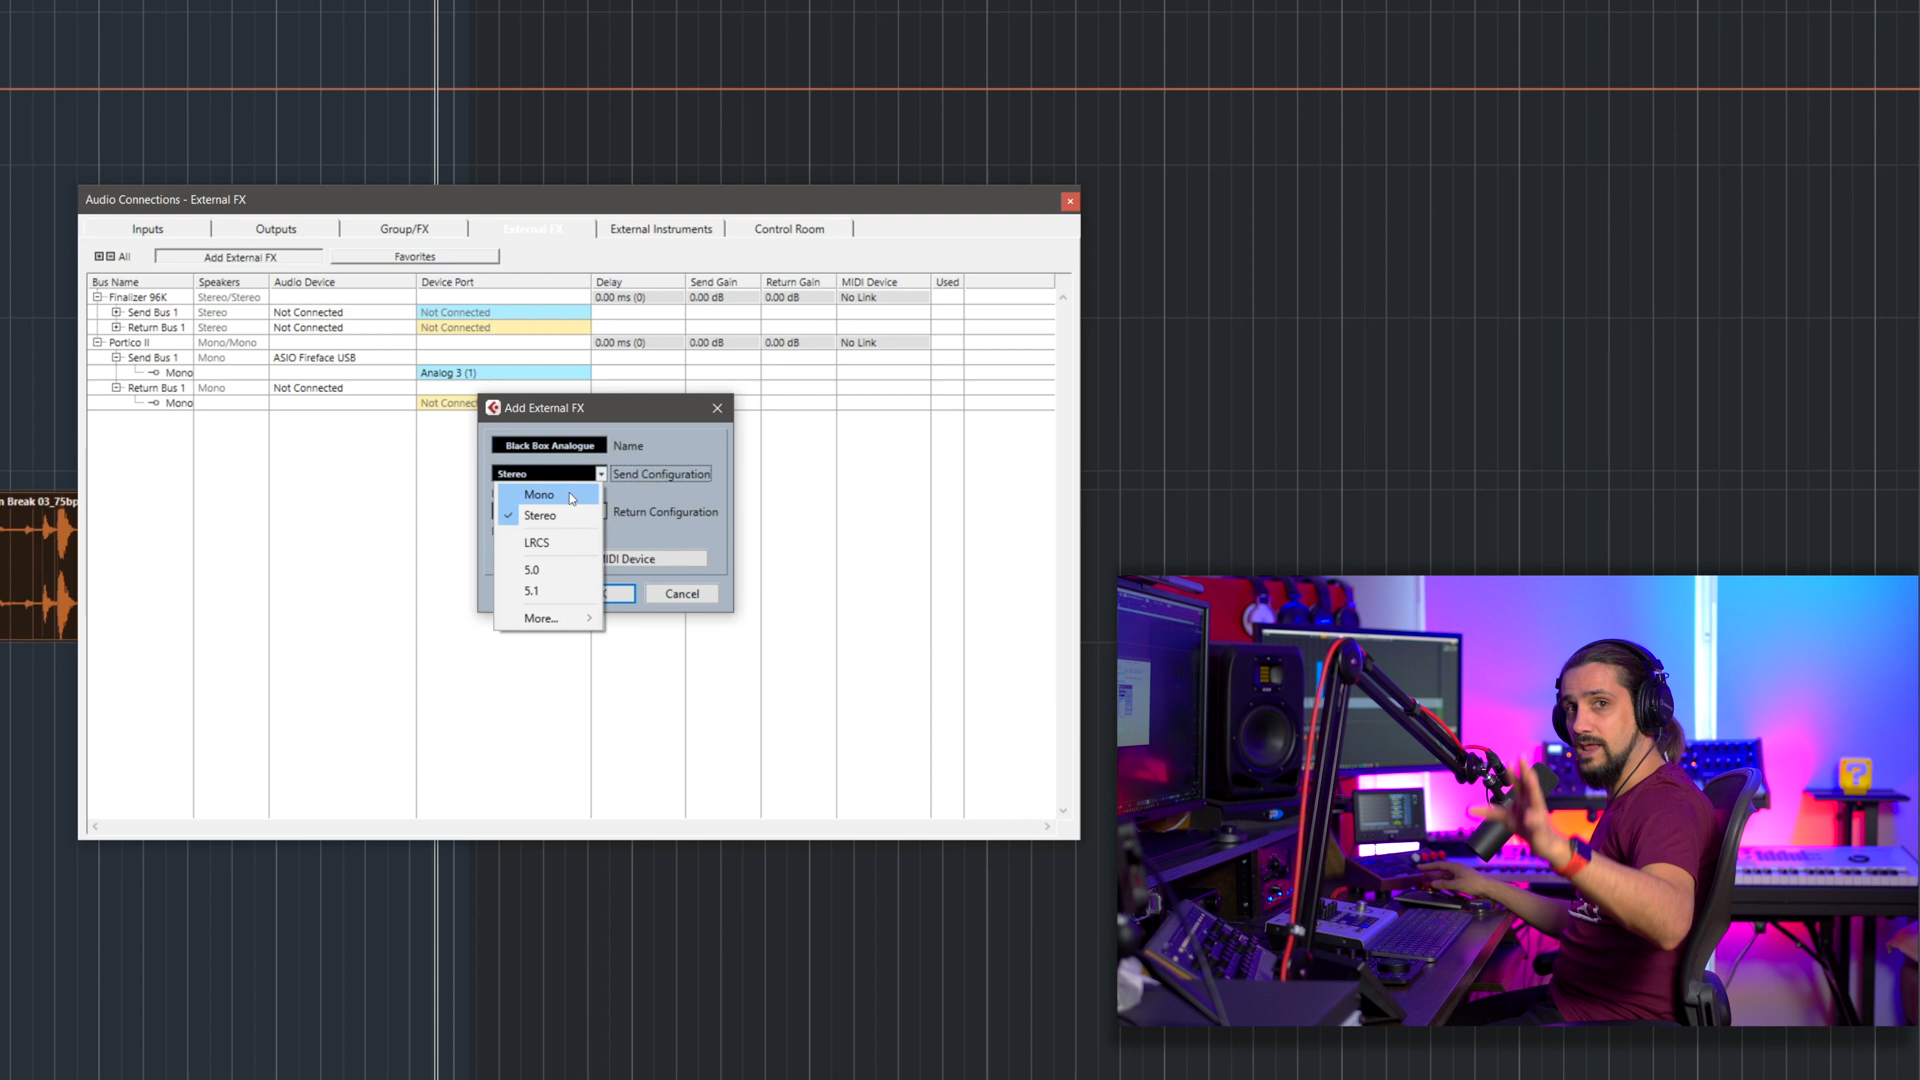 Audio Connections - External FX
Inputs
Outputs
Group/FX
External FX
External Instruments
Control Room
All
Add External FX
Favorites
Bus Name Speakers Audio Device Device Port Delay Send Gain Return Gain MIDI Device Used
Finalizer 96K Stereo/Stereo 0.00 ms (0) 0.00 dB 0.00 dB No Link
Send Bus 1 Stereo Not Connected Not Connected
Return Bus 1 Stereo Not Connected Not Connected
Portico II Mono/Mono 0.00 ms (0) 0.00 dB 0.00 dB No Link
Send Bus 1 Mono ASIO Fireface USB
Mono Analog 3 (1)
Return Bus 1 Mono Not Connected
Mono Not Connec
Add External FX
Black Box Analogue Name
Stereo Send Configuration
Mono
Stereo
Return Configuration
LRCS
MIDI Device
5.0
5.1
Cancel
More...
n Break 03_75bp
?